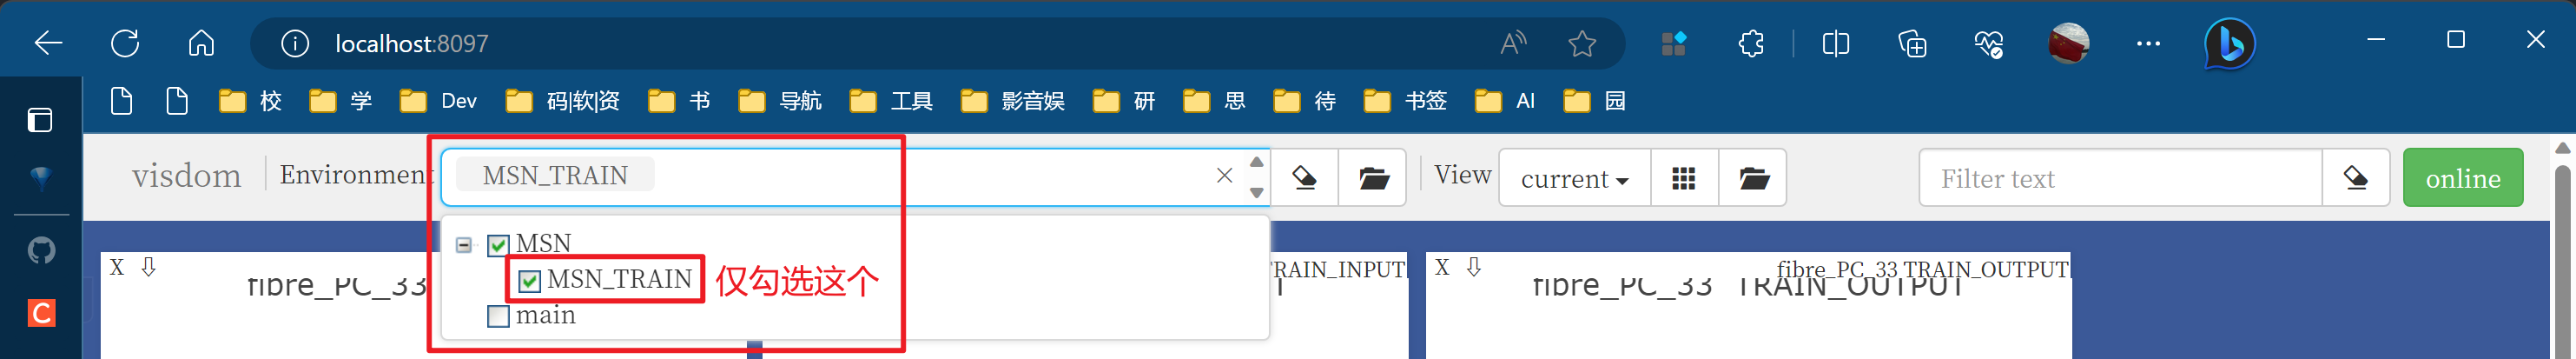 localhost:8097
校 学 Dev 码|软|资 书 导航 工具 影音娱 研 思 待 书签 AI 园
visdom Environment MSN_TRAIN × View current Filter text online
MSN
MSN_TRAIN 仅勾选这个
main
X fibre_PC_33
TRAIN_INPUT
X fibre_PC_33 TRAIN_OUTPUT
fibre_PC_33 TRAIN_OUTPUT